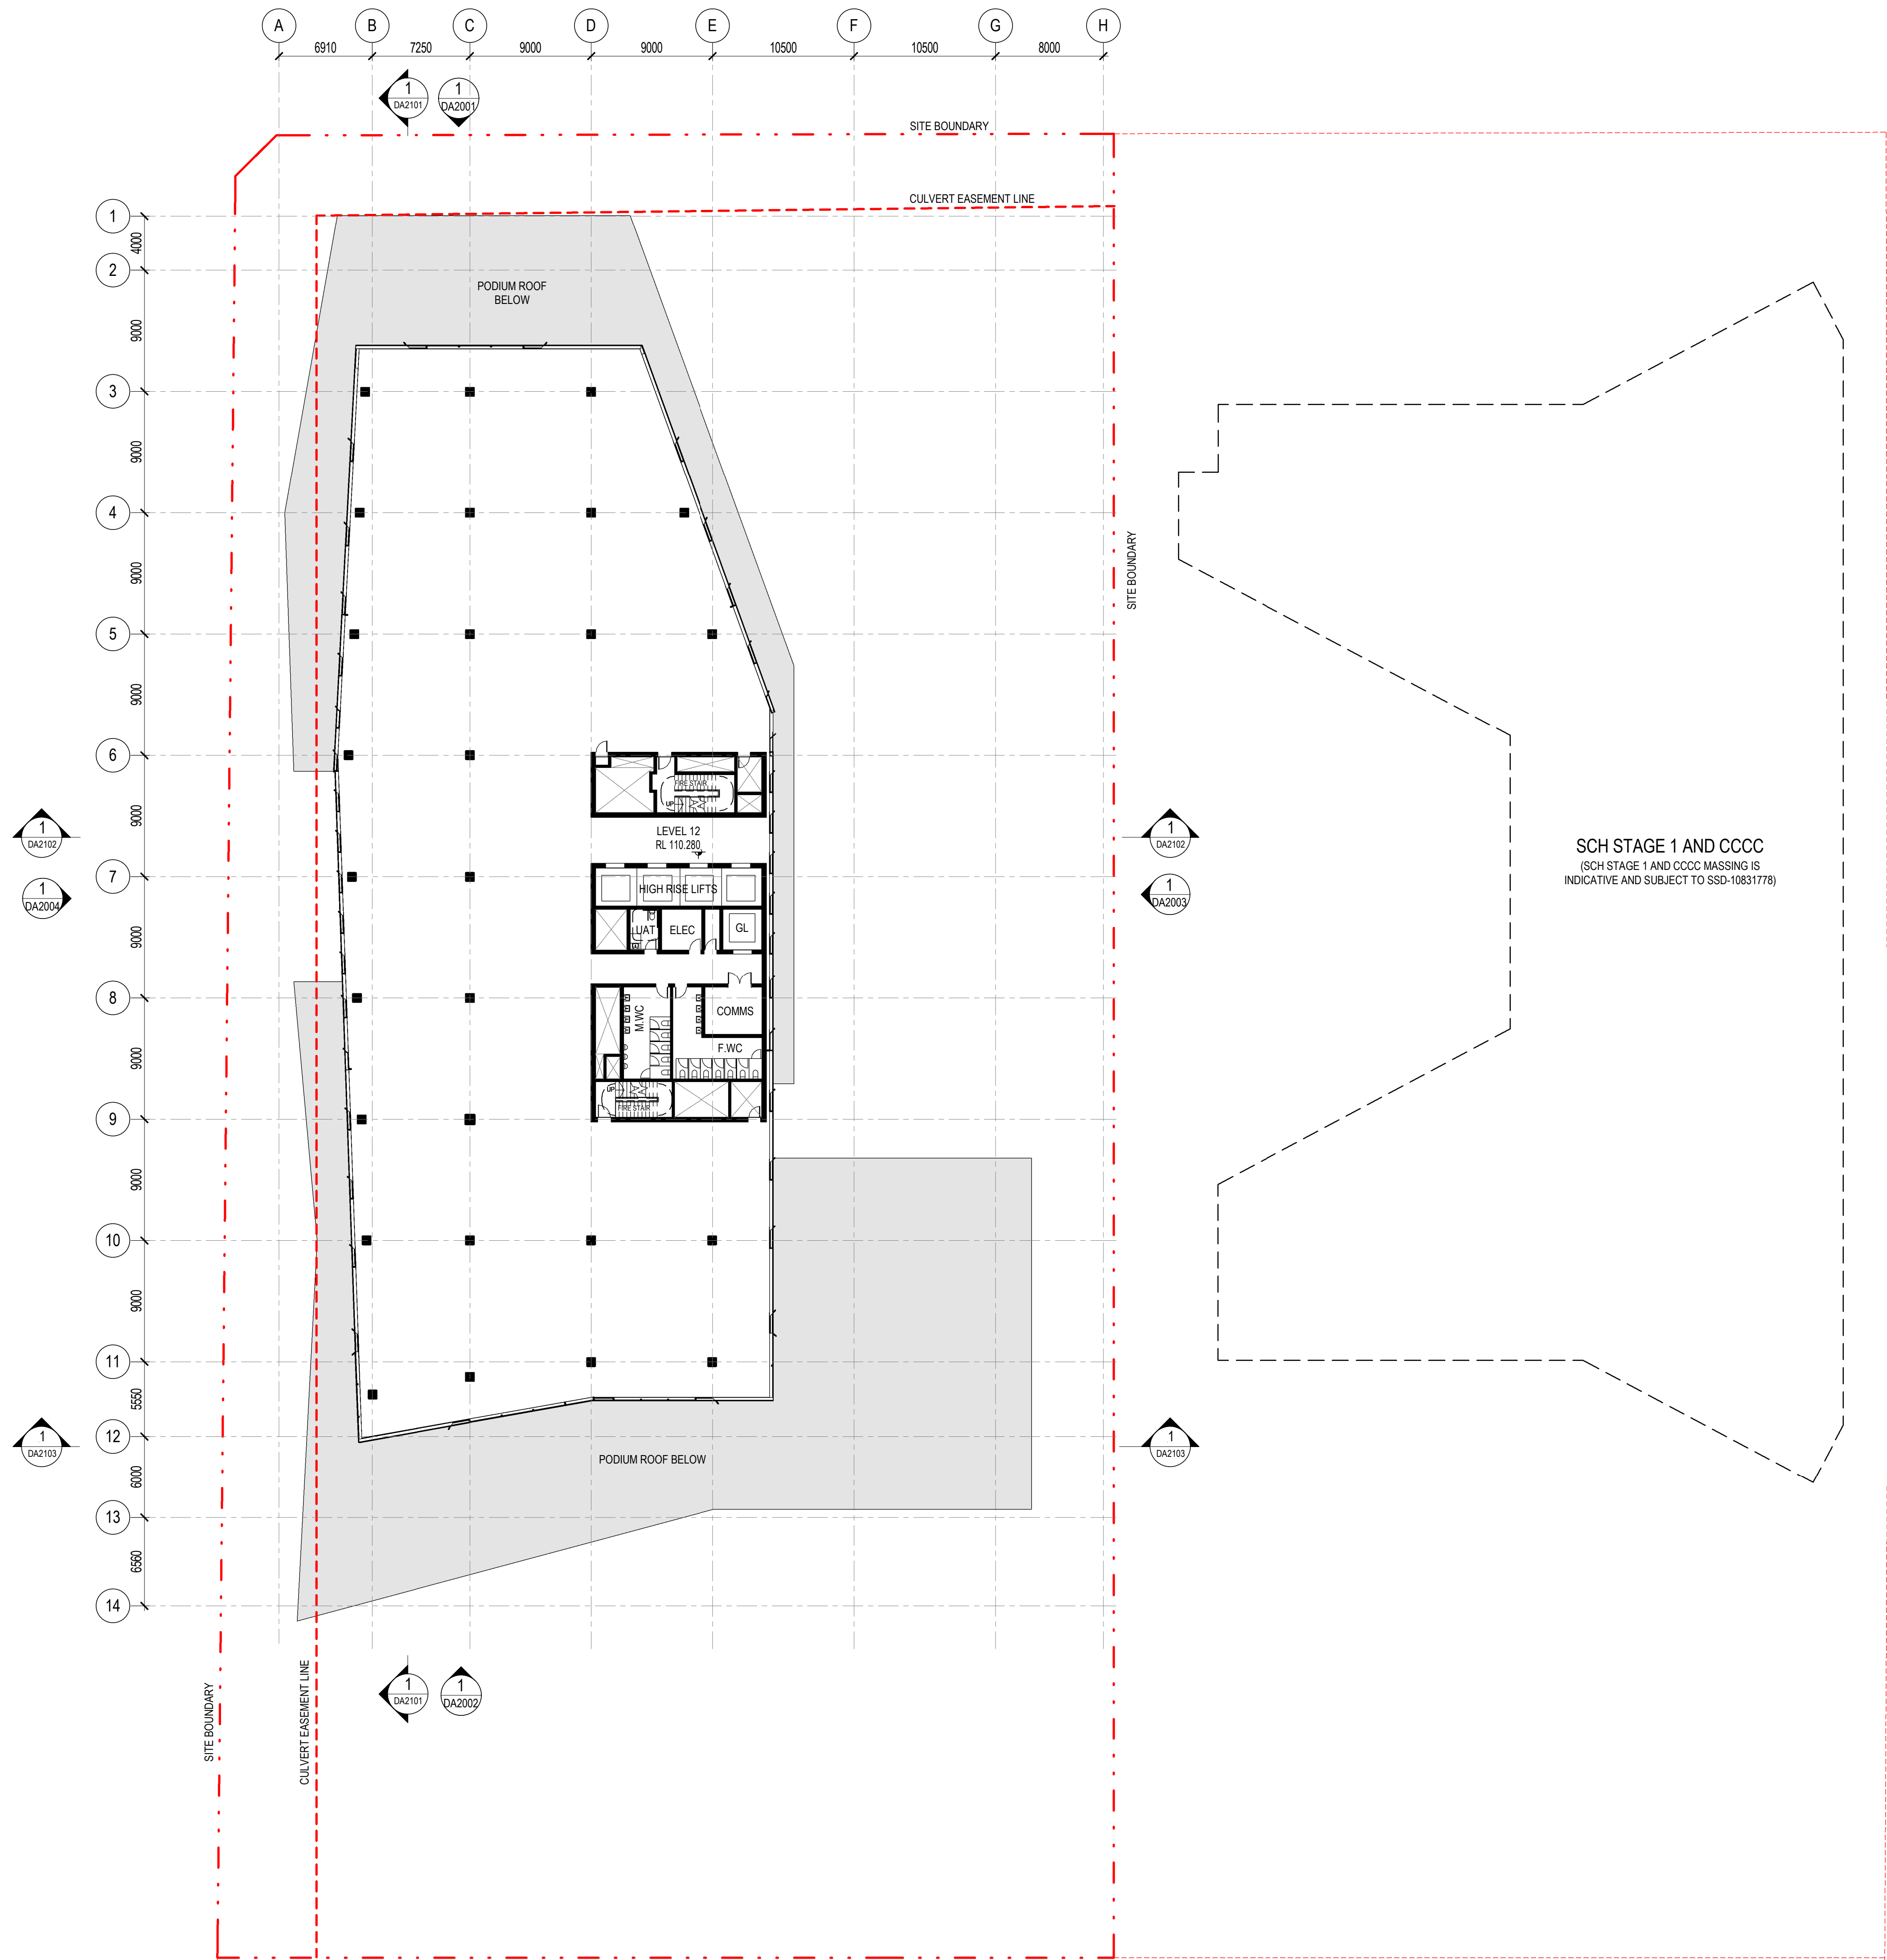 A
B
C
D
E
F
G
H
6910
7250
9000
9000
10500
10500
8000
1
DA2101
1
DA2001
SITE BOUNDARY
CULVERT EASEMENT LINE
1
4000
2
PODIUM ROOF
BELOW
9000
3
9000
4
9000
SITE BOUNDARY
5
9000
6
FIRE STAIR
UP
9000
1
DA2102
LEVEL 12
RL 110.280
1
DA2102
SCH STAGE 1 AND CCCC
(SCH STAGE 1 AND CCCC MASSING IS
INDICATIVE AND SUBJECT TO SSD-10831778)
7
HIGH RISE LIFTS
1
DA2004
1
DA2003
UAT
ELEC
GL
9000
8
M.WC
COMMS
F.WC
9000
UP
FIRE STAIR
9
9000
10
9000
11
5550
12
1
DA2103
1
DA2103
PODIUM ROOF BELOW
6000
13
6560
14
SITE BOUNDARY
CULVERT EASEMENT LINE
1
DA2101
1
DA2002